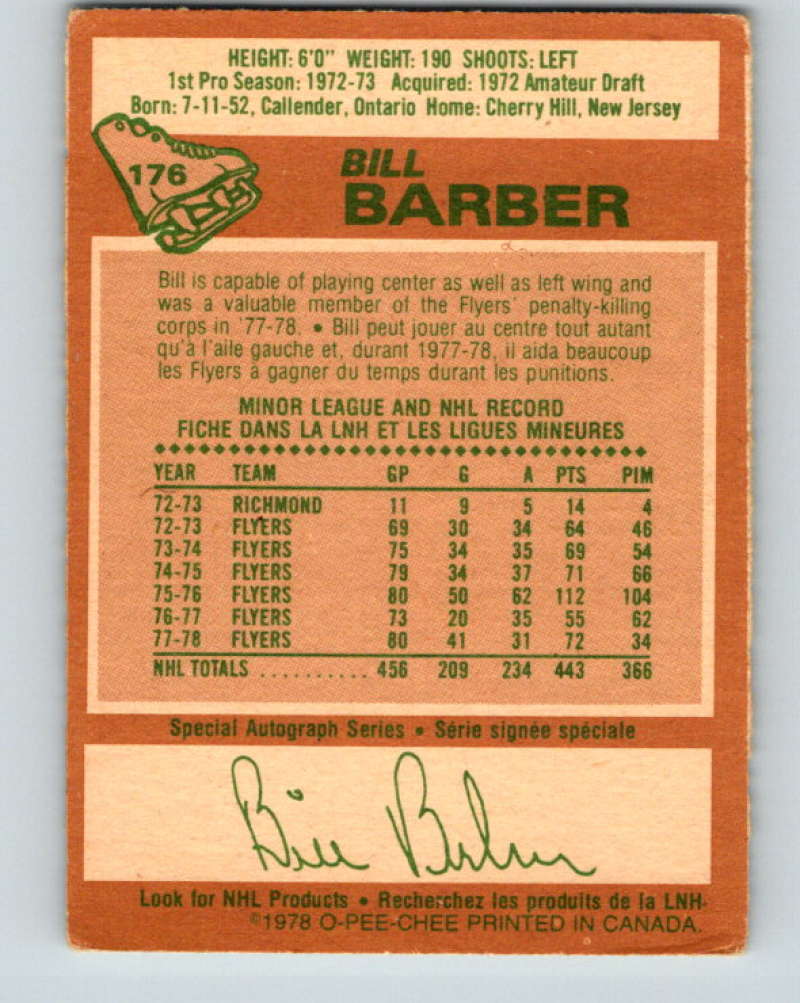 HEIGHT: 6'0" WEIGHT: 190 SHOOTS: LEFT
1st Pro Season: 1972-73 Acquired: 1972 Amateur Draft
Born: 7-11-52, Callender, Ontario Home: Cherry Hill, New Jersey
176
BILL
BARBER
Bill is capable of playing center as well as left wing and
was a valuable member of the Flyers' penalty-killing
corps in '77-78. • Bill peut jouer au centre tout autant
qu'à l'aile gauche et, durant 1977-78, il aida beaucoup
les Flyers à gagner du temps durant les punitions.
MINOR LEAGUE AND NHL RECORD
FICHE DANS LA LNH ET LES LIGUES MINEURES
YEAR TEAM GP G A PTS PIM
72-73 RICHMOND 11 9 5 14 4
72-73 FLYERS 69 30 34 64 46
73-74 FLYERS 75 34 35 69 54
74-75 FLYERS 79 34 37 71 66
75-76 FLYERS 80 50 62 112 104
76-77 FLYERS 73 20 35 55 62
77-78 FLYERS 80 41 31 72 34
NHL TOTALS .......... 456 209 234 443 366
Special Autograph Series • Série signée spéciale
Bill Barber
Look for NHL Products • Recherchez les produits de la LNH·
©1978 O-PEE-CHEE PRINTED IN CANADA.